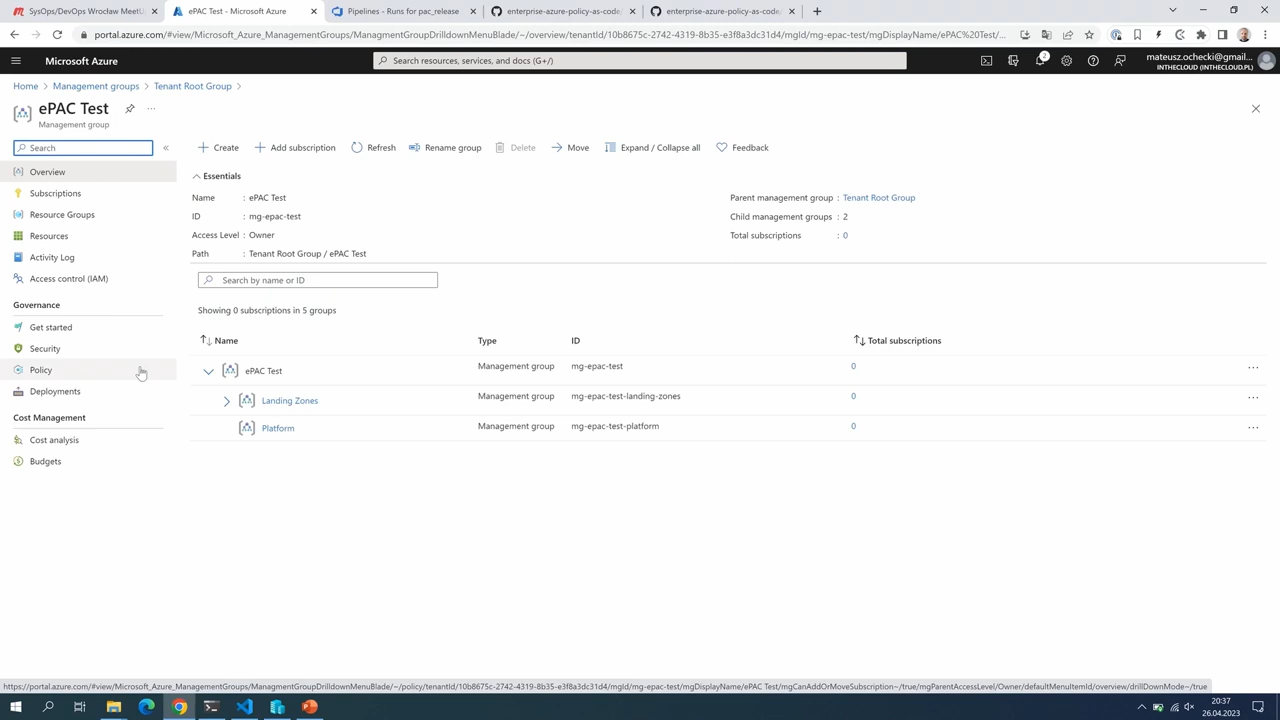 SysOps/DevOps Wrocław MeetU
ePAC Test - Microsoft Azure
Pipelines - Runs for pac_release
enterprise-azure-policy-as-code/
enterprise-azure-policy-as-code/
portal.azure.com/#view/Microsoft_Azure_ManagementGroups/ManagmentGroupDrilldownMenuBlade/~/overview/tenantId/10b8675c-2742-4319-8b35-e3f8a3dc31d4/mgId/mg-epac-test/mgDisplayName/ePAC%20Test/...
Microsoft Azure
Search resources, services, and docs (G+/)
2
mateusz.ochecki@gmail...
INTHECLOUD (INTHECLOUD.PL)
Home > Management groups > Tenant Root Group >
ePAC Test
Management group
Search
Create
Add subscription
Refresh
Rename group
Delete
Move
Expand / Collapse all
Feedback
Overview
Subscriptions
Resource Groups
Resources
Activity Log
Access control (IAM)
Governance
Get started
Security
Policy
Deployments
Cost Management
Cost analysis
Budgets
Essentials
Name : ePAC Test
ID : mg-epac-test
Access Level : Owner
Path : Tenant Root Group / ePAC Test
Parent management group : Tenant Root Group
Child management groups : 2
Total subscriptions : 0
Search by name or ID
Showing 0 subscriptions in 5 groups
Name Type ID Total subscriptions
ePAC Test Management group mg-epac-test 0
Landing Zones Management group mg-epac-test-landing-zones 0
Platform Management group mg-epac-test-platform 0
https://portal.azure.com/#view/Microsoft_Azure_ManagementGroups/ManagmentGroupDrilldownMenuBlade/~/policy/tenantId/10b8675c-2742-4319-8b35-e3f8a3dc31d4/mgId/mg-epac-test/mgDisplayName/ePAC Test/mgCanAddOrMoveSubscription~/true/mgParentAccessLevel/Owner/defaultMenuItemId/overview/drillDownMode~/true
20:37
26.04.2023